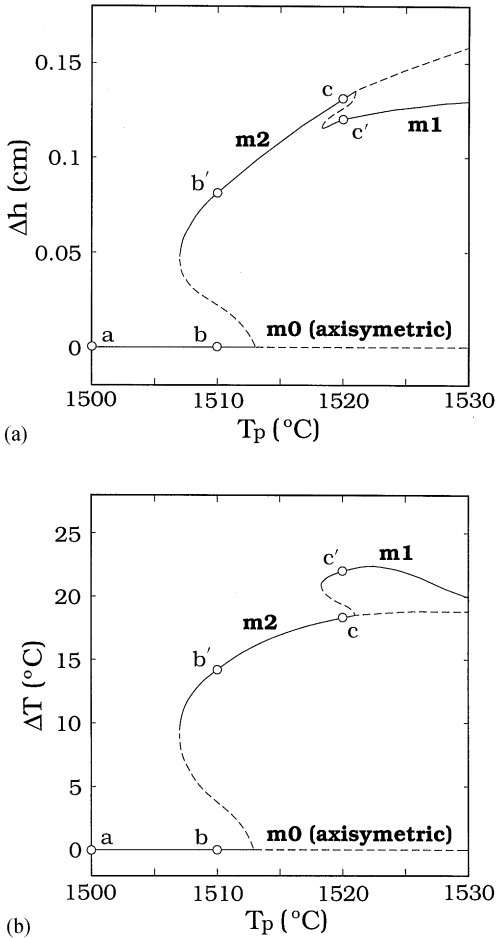 0.15
c
m2
c′
m1
Δh (cm)
0.1
b′
0.05
m0 (axisymetric)
a
b
0
1500
1510
1520
1530
(a)
Tp (°C)
25
c′
m1
20
m2
c
ΔT (°C)
15
b′
10
5
m0 (axisymetric)
a
b
0
1500
1510
1520
1530
(b)
Tp (°C)